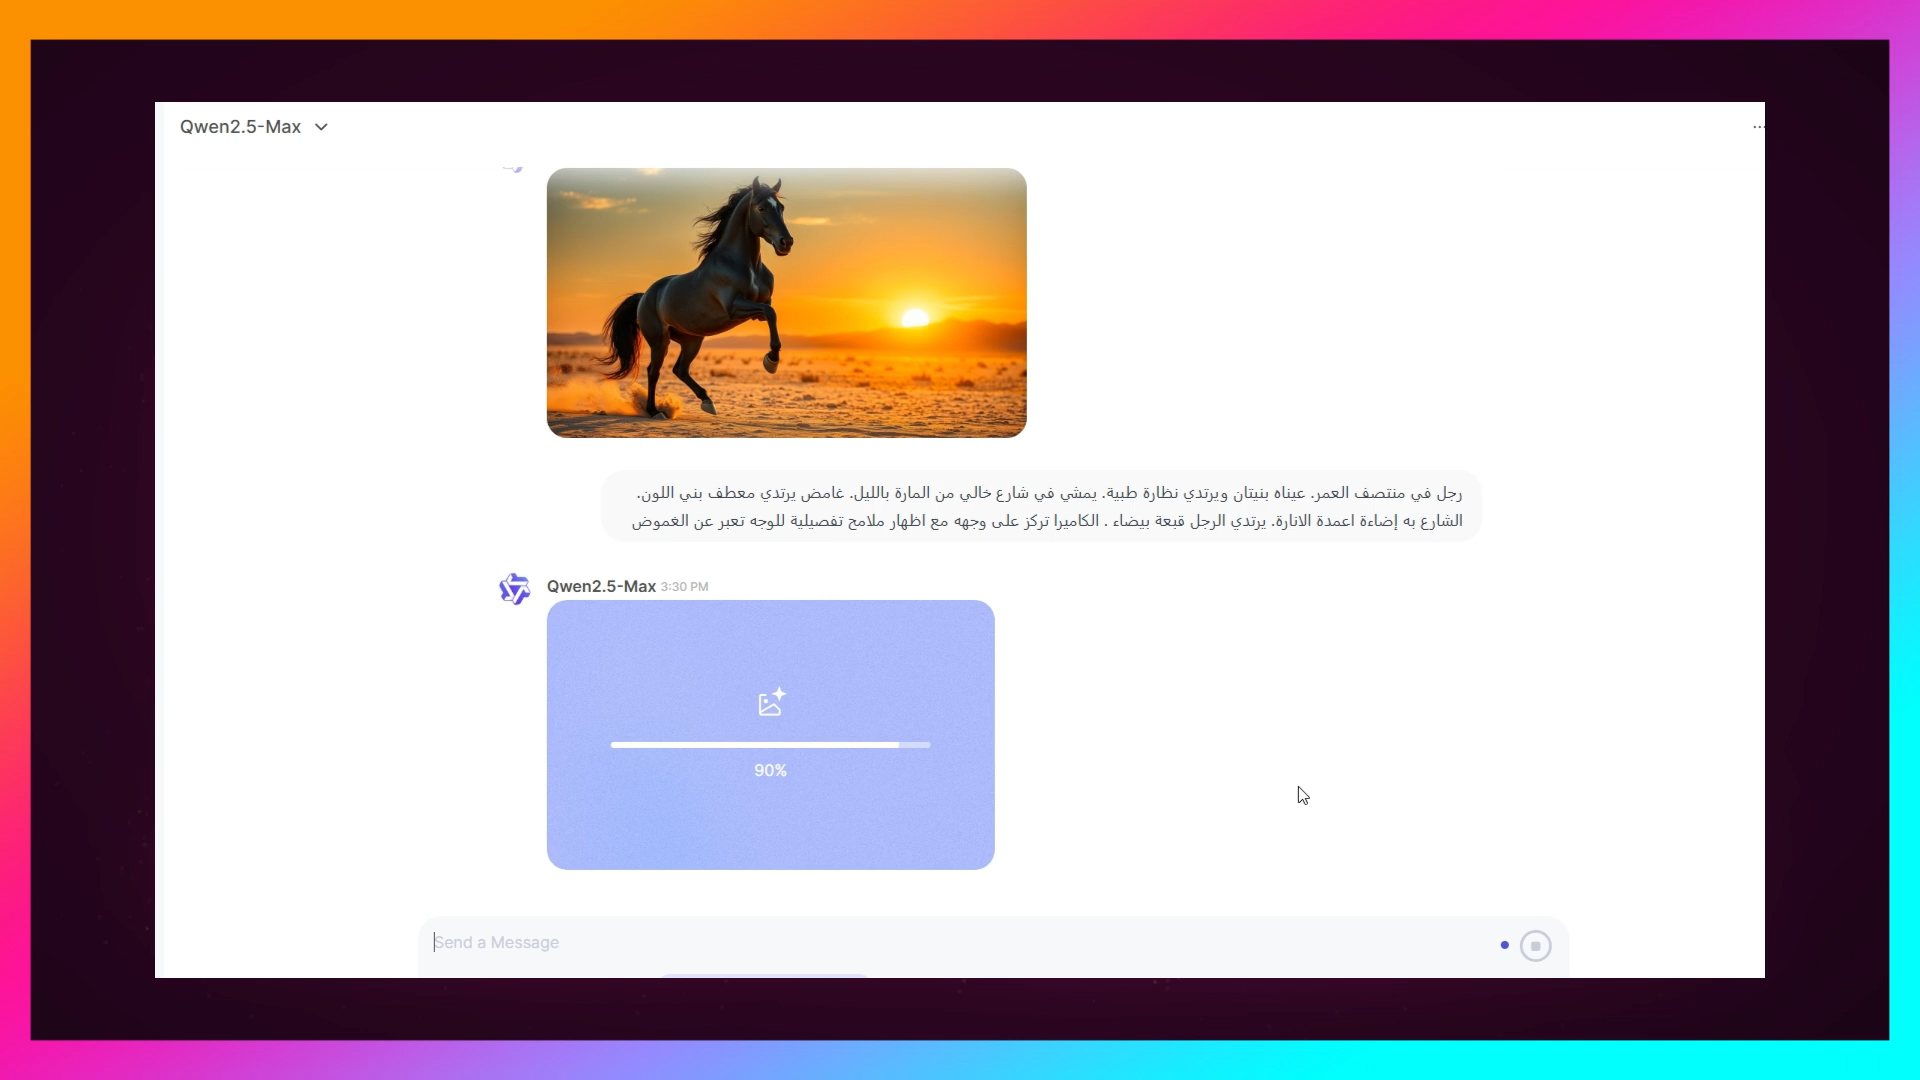 Qwen2.5-Max
رجل في منتصف العمر. عيناه بنيتان ويرتدي نظارة طبية. يمشي في شارع خالي من المارة بالليل. غامض يرتدي معطف بني اللون.
الشارع به إضاءة اعمدة الانارة. يرتدي الرجل قبعة بيضاء . الكاميرا تركز على وجهه مع اظهار ملامح تفصيلية للوجه تعبر عن الغموض
Qwen2.5-Max 3:30 PM
90%
Send a Message